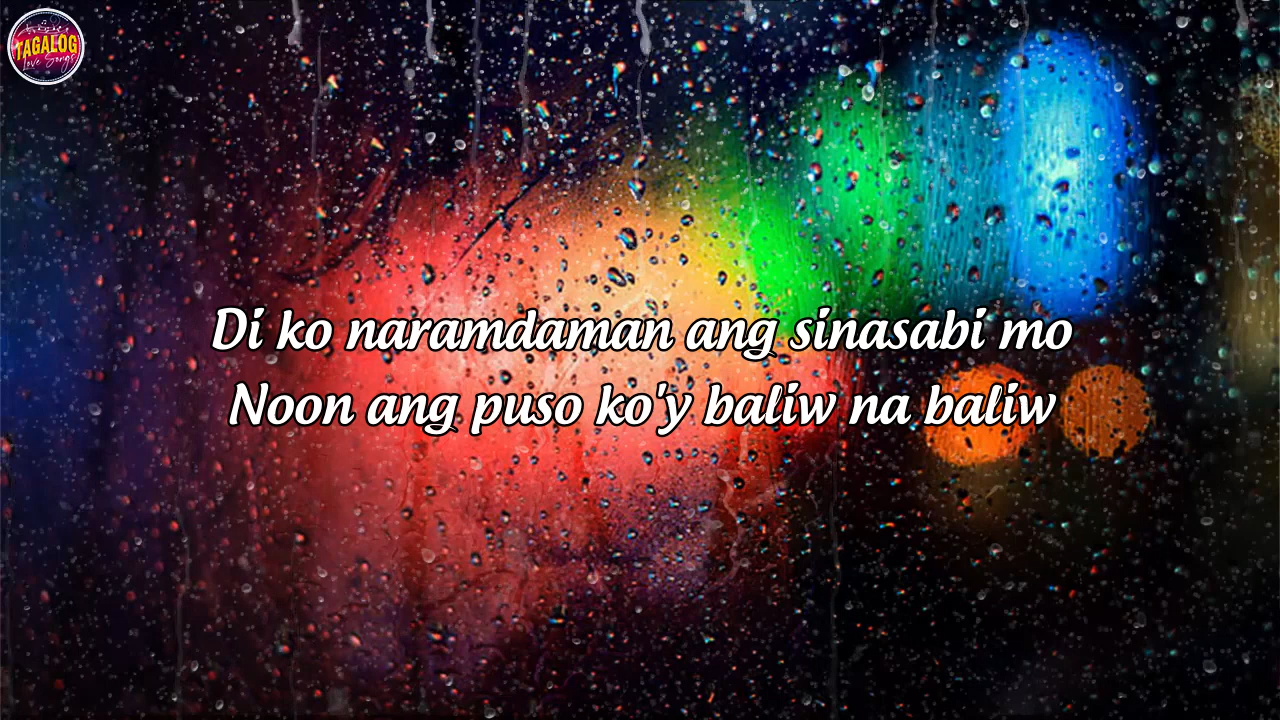 TAGALOG
Love Songs
Di ko naramdaman ang sinasabi mo
Noon ang puso ko'y baliw na baliw